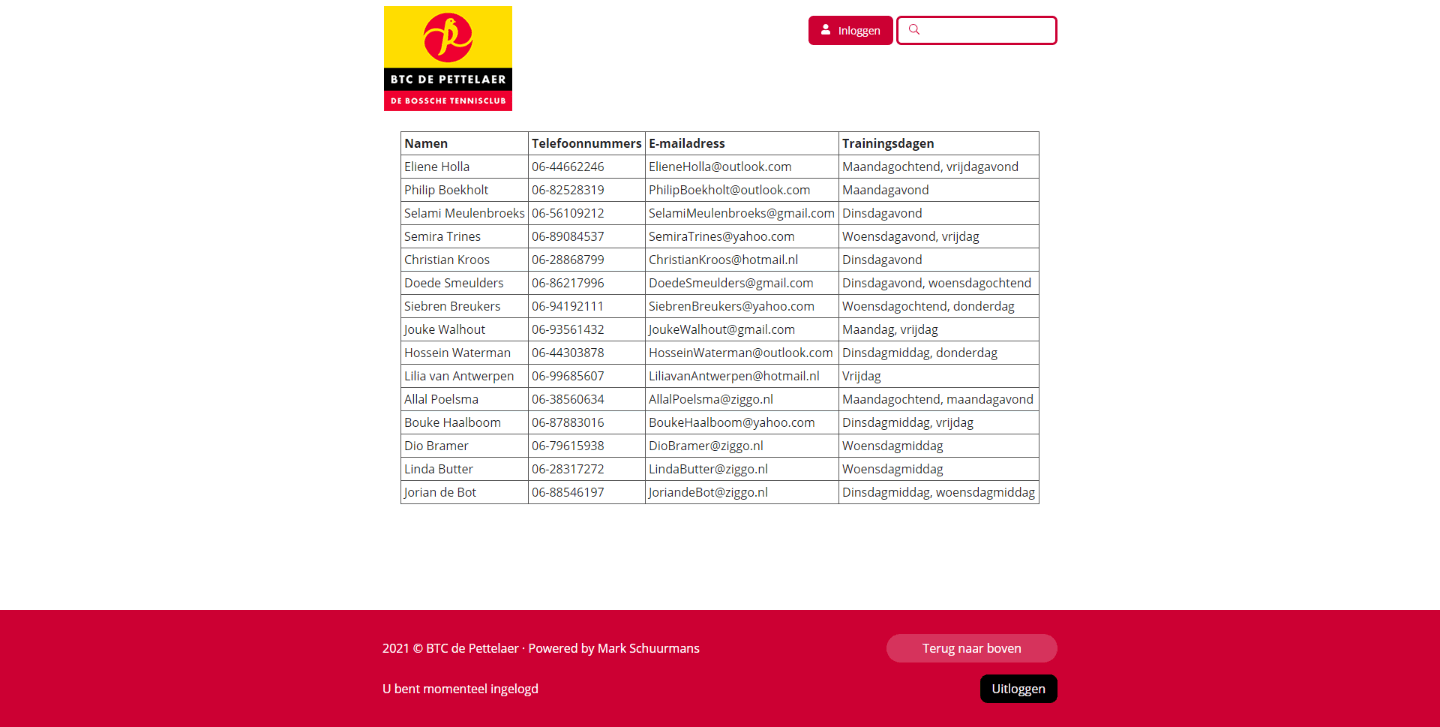 BTC DE PETTELAER
DE BOSSCHE TENNISCLUB
Inloggen
Namen Telefoonnummers E-mailadress Trainingsdagen
Eliene Holla 06-44662246 ElieneHolla@outlook.com Maandagochtend, vrijdagavond
Philip Boekholt 06-82528319 PhilipBoekholt@outlook.com Maandagavond
Selami Meulenbroeks 06-56109212 SelamiMeulenbroeks@gmail.com Dinsdagavond
Semira Trines 06-89084537 SemiraTrines@yahoo.com Woensdagavond, vrijdag
Christian Kroos 06-28868799 ChristianKroos@hotmail.nl Dinsdagavond
Doede Smeulders 06-86217996 DoedeSmeulders@gmail.com Dinsdagavond, woensdagochtend
Siebren Breukers 06-94192111 SiebrenBreukers@yahoo.com Woensdagochtend, donderdag
Jouke Walhout 06-93561432 JoukeWalhout@gmail.com Maandag, vrijdag
Hossein Waterman 06-44303878 HosseinWaterman@outlook.com Dinsdagmiddag, donderdag
Lilia van Antwerpen 06-99685607 LiliavanAntwerpen@hotmail.nl Vrijdag
Allal Poelsma 06-38560634 AllalPoelsma@ziggo.nl Maandagochtend, maandagavond
Bouke Haalboom 06-87883016 BoukeHaalboom@yahoo.com Dinsdagmiddag, vrijdag
Dio Bramer 06-79615938 DioBramer@ziggo.nl Woensdagmiddag
Linda Butter 06-28317272 LindaButter@ziggo.nl Woensdagmiddag
Jorian de Bot 06-88546197 JoriandeBot@ziggo.nl Dinsdagmiddag, woensdagmiddag
2021 © BTC de Pettelaer · Powered by Mark Schuurmans
Terug naar boven
U bent momenteel ingelogd
Uitloggen